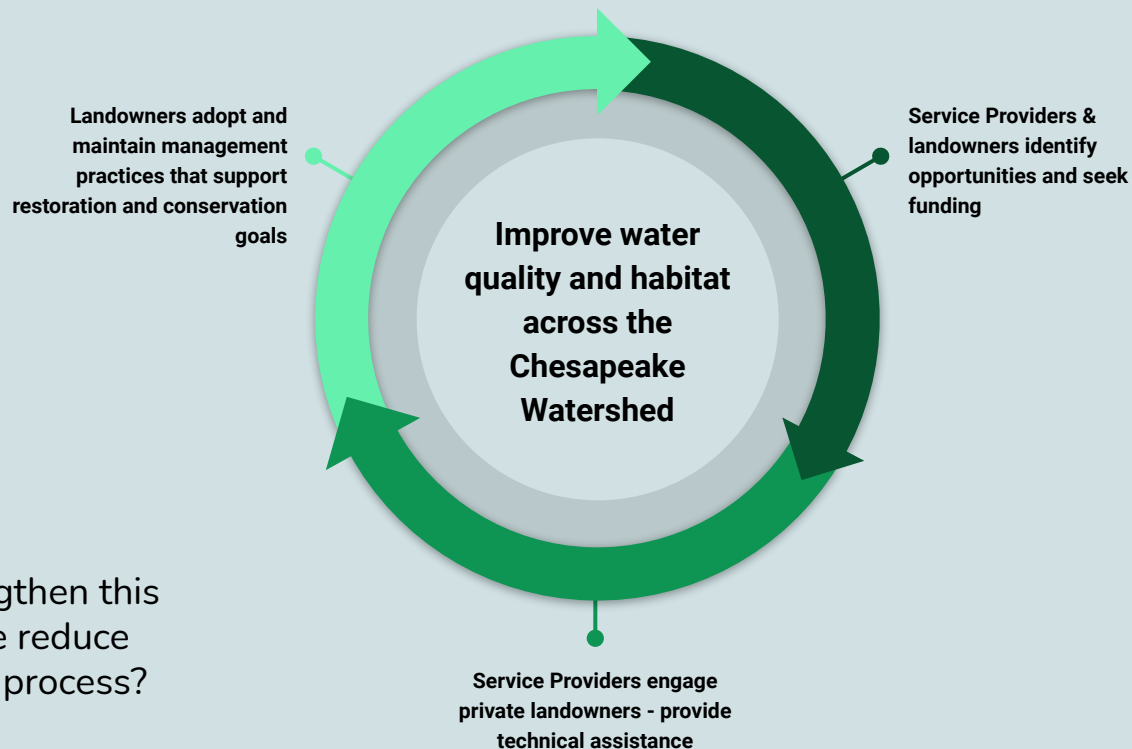 Landowners adopt and
maintain management
practices that support
restoration and conservation
goals
Service Providers &
landowners identify
opportunities and seek
funding
Improve water
quality and habitat
across the
Chesapeake
Watershed
gthen this
e reduce
process?
Service Providers engage
private landowners - provide
technical assistance